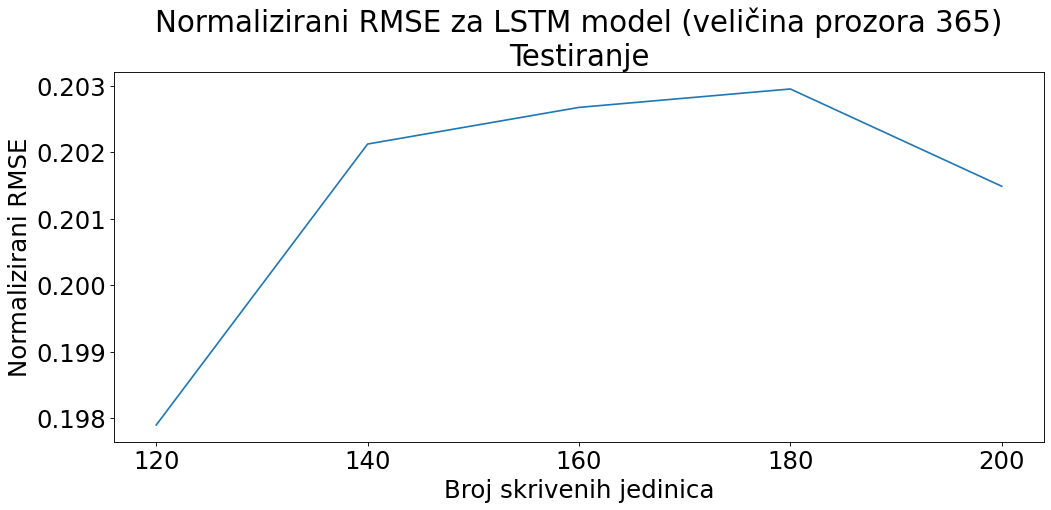 Normalizirani RMSE za LSTM model (veličina prozora 365)
Testiranje
Normalizirani RMSE
0.203
0.202
0.201
0.200
0.199
0.198
120 140 160 180 200
Broj skrivenih jedinica